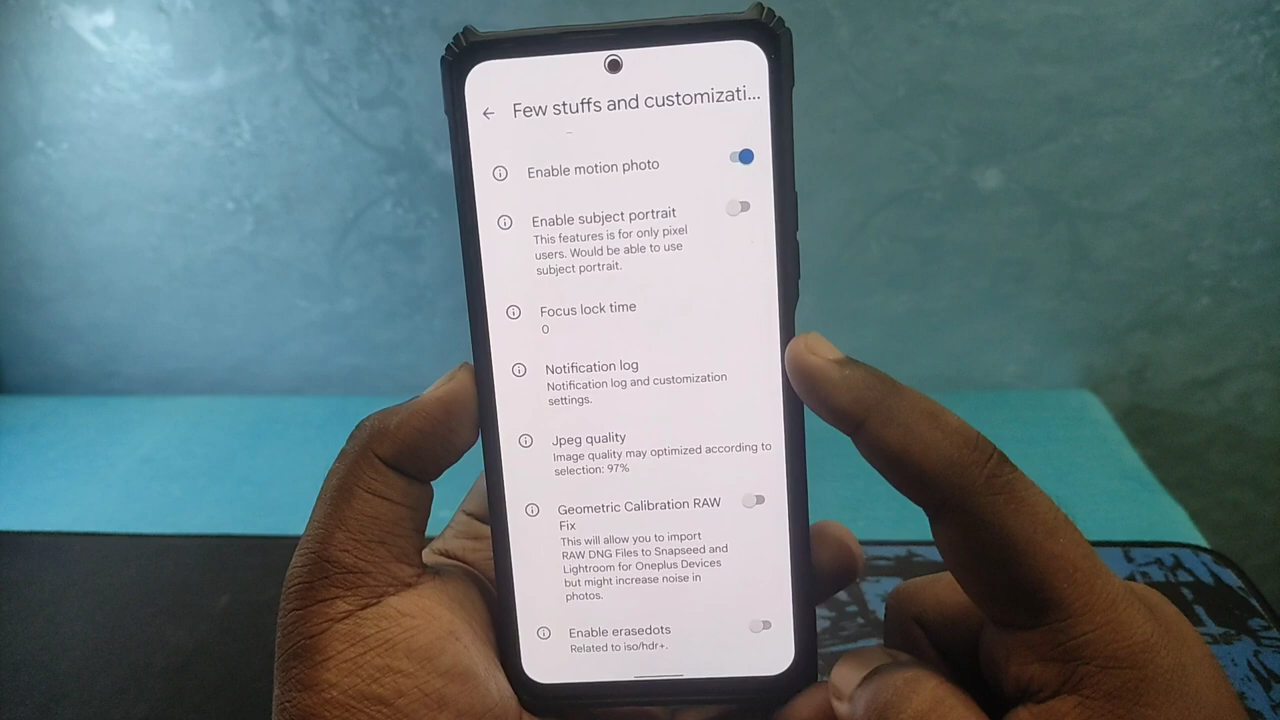 Few stuffs and customizati...
Enable motion photo
Enable subject portrait
This features is for only pixel
users. Would be able to use
subject portrait.
Focus lock time
0
Notification log
Notification log and customization
settings.
Jpeg quality
Image quality may optimized according to
selection: 97%
Geometric Calibration RAW
Fix
This will allow you to import
RAW DNG Files to Snapseed and
Lightroom for Oneplus Devices
but might increase noise in
photos.
Enable erasedots
Related to iso/hdr+.